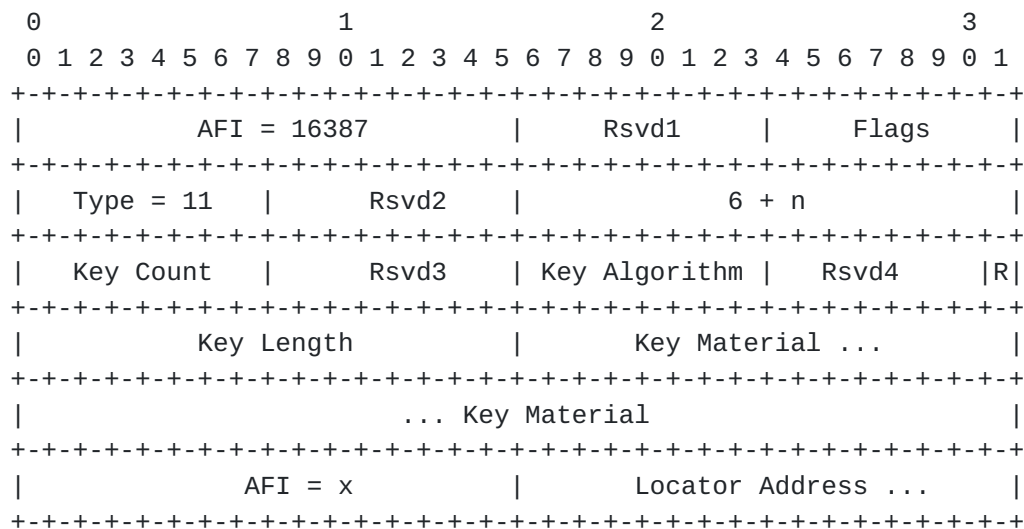 0                   1                   2                   3
 0 1 2 3 4 5 6 7 8 9 0 1 2 3 4 5 6 7 8 9 0 1 2 3 4 5 6 7 8 9 0 1
+-+-+-+-+-+-+-+-+-+-+-+-+-+-+-+-+-+-+-+-+-+-+-+-+-+-+-+-+-+-+-+-+
|           AFI = 16387         |     Rsvd1     |     Flags     |
+-+-+-+-+-+-+-+-+-+-+-+-+-+-+-+-+-+-+-+-+-+-+-+-+-+-+-+-+-+-+-+-+
|   Type = 11   |      Rsvd2    |             6 + n             |
+-+-+-+-+-+-+-+-+-+-+-+-+-+-+-+-+-+-+-+-+-+-+-+-+-+-+-+-+-+-+-+-+
|   Key Count   |      Rsvd3    | Key Algorithm |   Rsvd4     |R|
+-+-+-+-+-+-+-+-+-+-+-+-+-+-+-+-+-+-+-+-+-+-+-+-+-+-+-+-+-+-+-+-+
|           Key Length          |       Key Material ...        |
+-+-+-+-+-+-+-+-+-+-+-+-+-+-+-+-+-+-+-+-+-+-+-+-+-+-+-+-+-+-+-+-+
|                        ... Key Material                       |
+-+-+-+-+-+-+-+-+-+-+-+-+-+-+-+-+-+-+-+-+-+-+-+-+-+-+-+-+-+-+-+-+
|              AFI = x          |       Locator Address ...     |
+-+-+-+-+-+-+-+-+-+-+-+-+-+-+-+-+-+-+-+-+-+-+-+-+-+-+-+-+-+-+-+-+